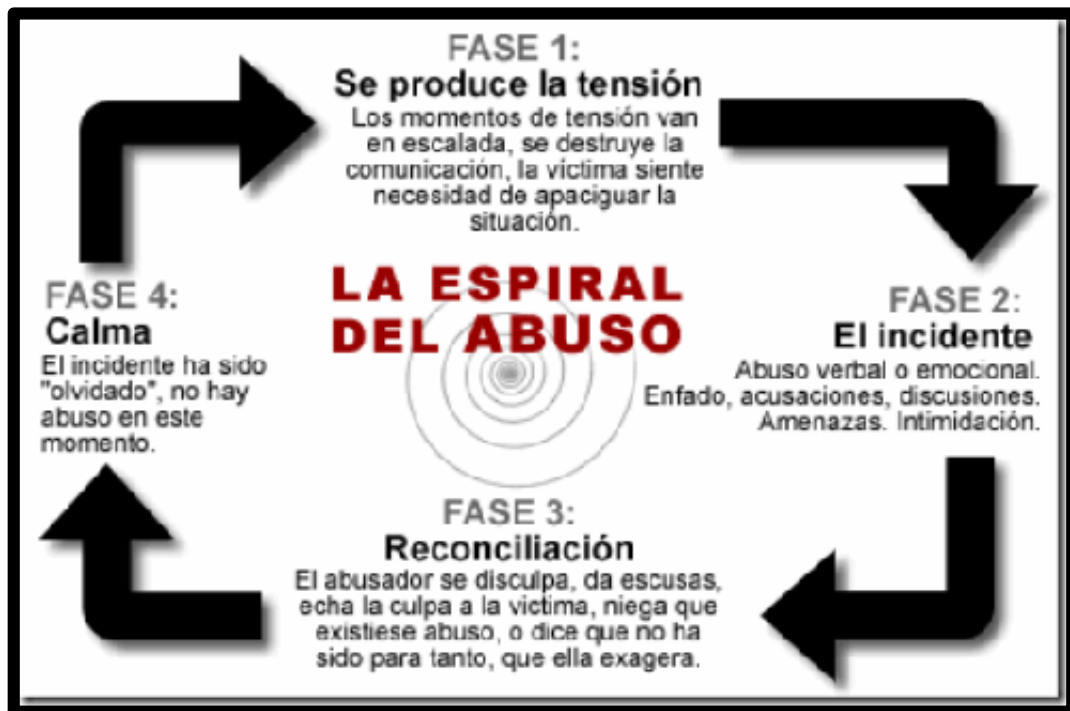 FASE 1:
Se produce la tensión
Los momentos de tensión van
en escalada, se destruye la
comunicación, la víctima siente
necesidad de apaciguar la
situación.
LA ESPIRAL
DEL ABUSO
FASE 2:
El incidente
Abuso verbal o emocional.
Enfado, acusaciones, discusiones.
Amenazas. Intimidación.
FASE 3:
Reconciliación
El abusador se disculpa, da escusas,
echa la culpa a la victima, niega que
existiese abuso, o dice que no ha
sido para tanto, que ella exagera.
FASE 4:
Calma
El incidente ha sido
"olvidado", no hay
abuso en este
momento.